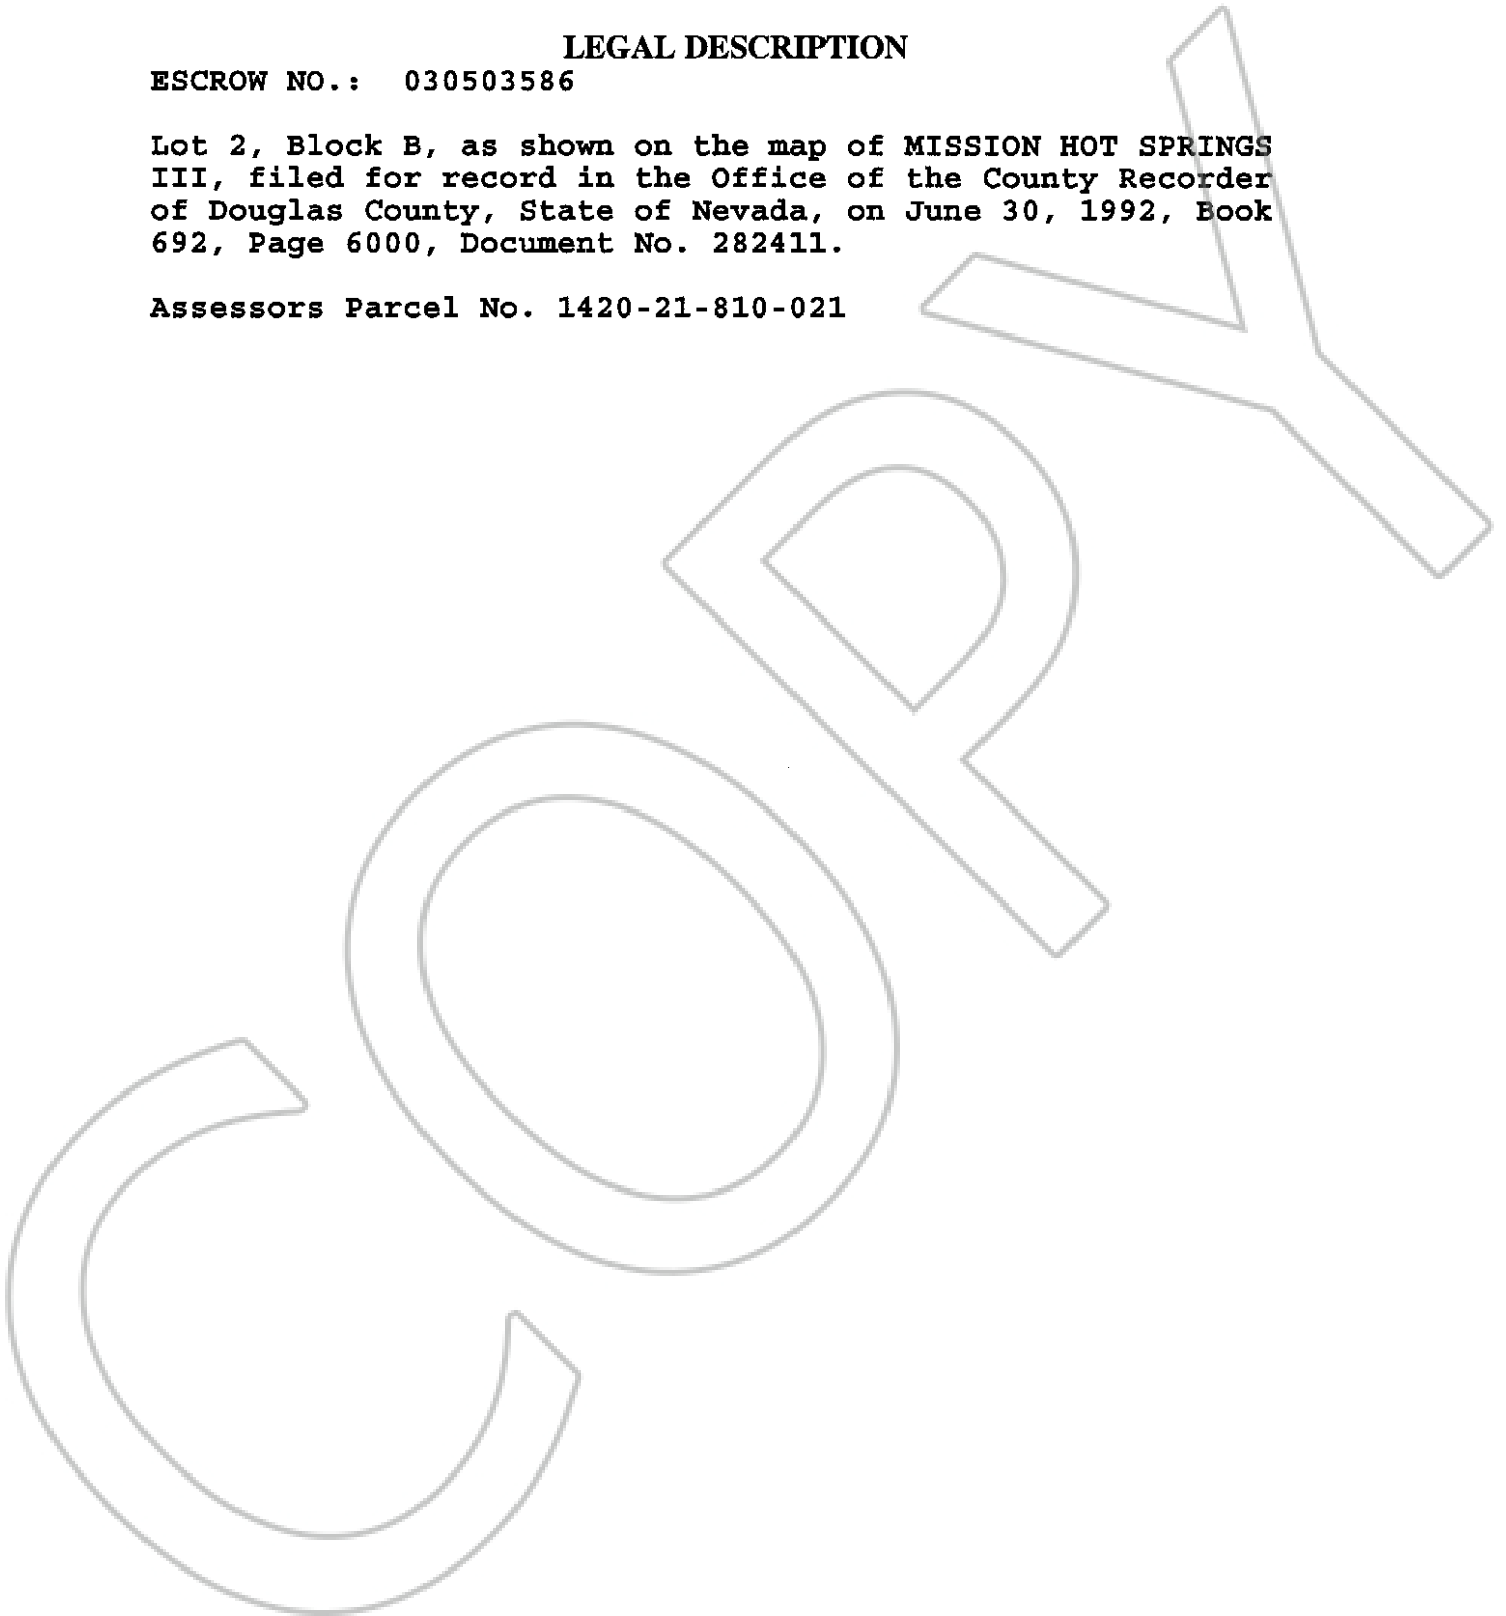 LEGAL DESCRIPTION
ESCROW NO.: 030503586
Lot 2, Block B, as shown on the map of MISSION HOT SPRINGS
III, filed for record in the Office of the County Recorder
of Douglas County, State of Nevada, on June 30, 1992, Book
692, Page 6000, Document No. 282411.
Assessors Parcel No. 1420-21-810-021
COPY